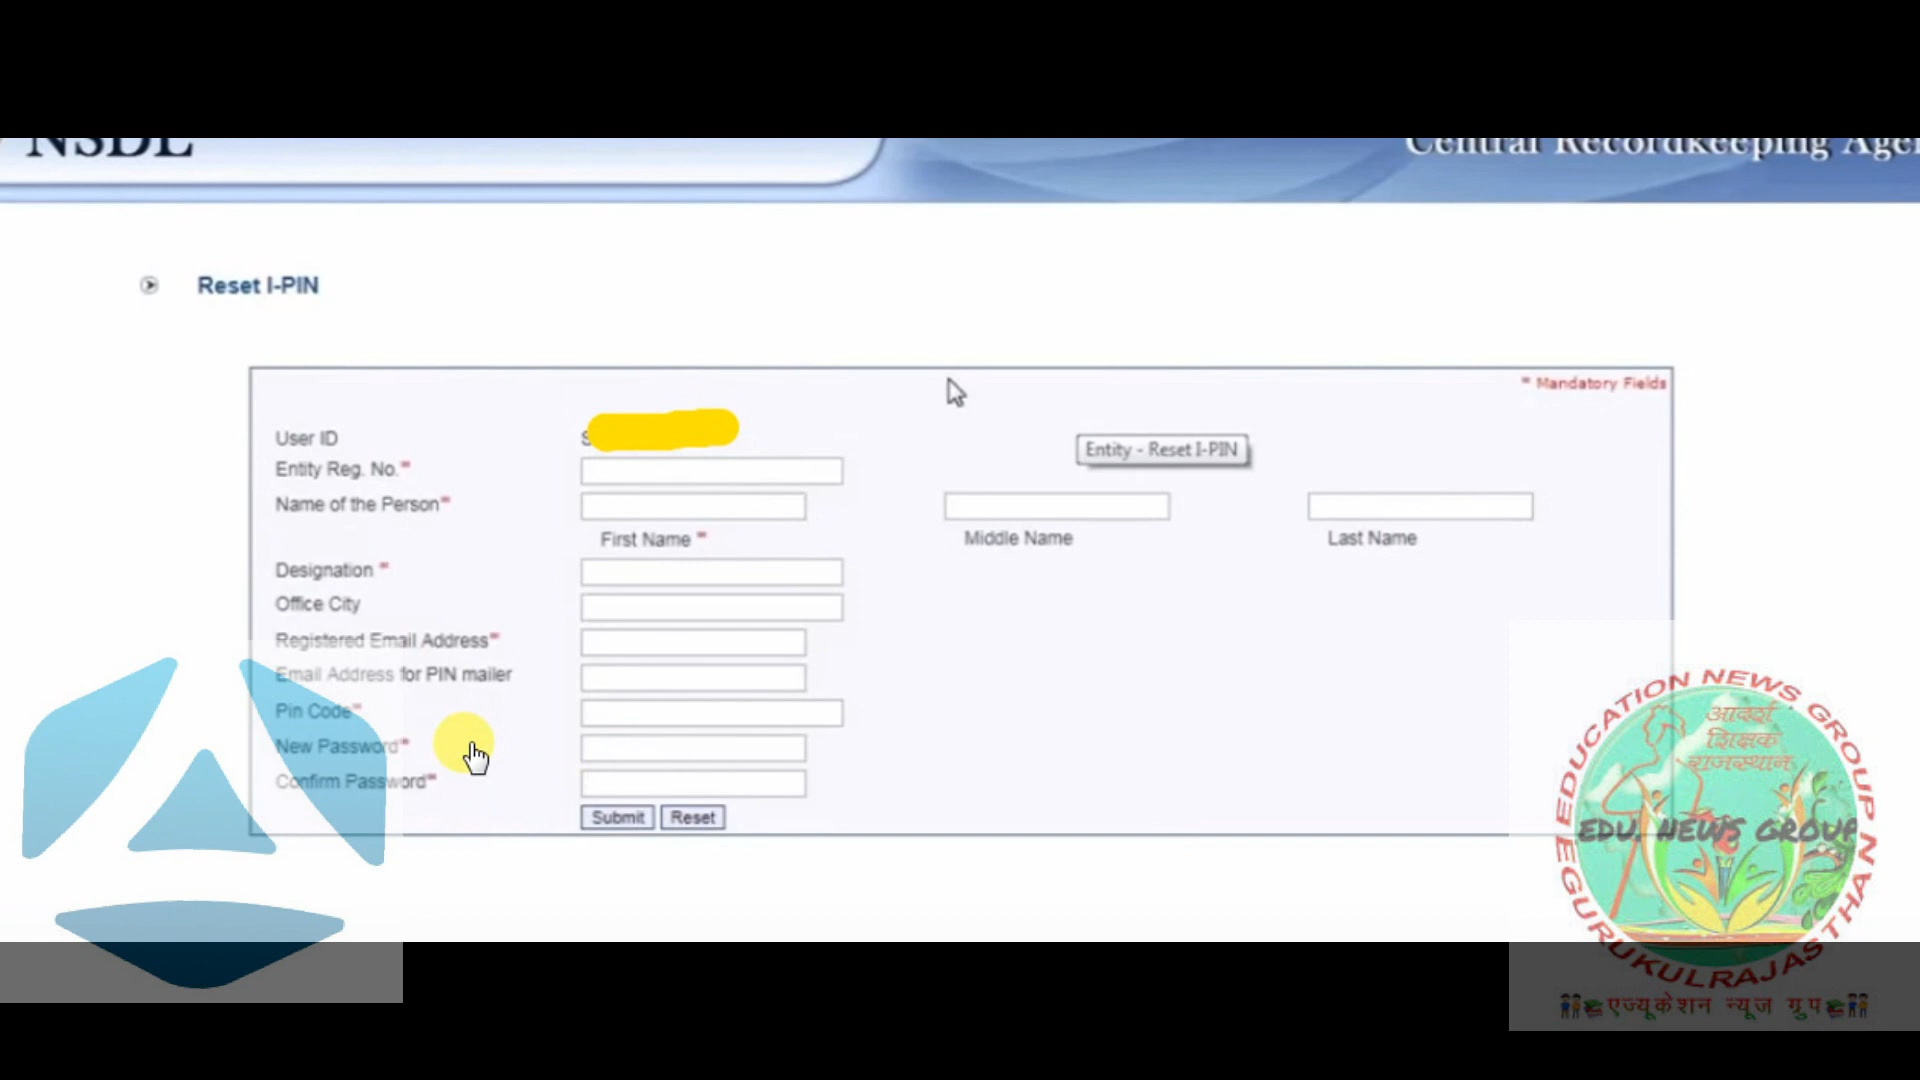 NSDL
Central Recordkeeping Agen
Reset I-PIN
* Mandatory Fields
User ID S
Entity - Reset I-PIN
Entity Reg. No.*
Name of the Person*
First Name * Middle Name Last Name
Designation *
Office City
Registered Email Address*
Email Address for PIN mailer
Pin Code*
New Password*
Confirm Password*
Submit Reset
EDUCATION NEWS GROUP
आदर्श
शिक्षक
राजस्थान
EDU. NEWS GROUP
EGURUKULRAJASTHAN
एज्यूकेशन न्यूज ग्रुप